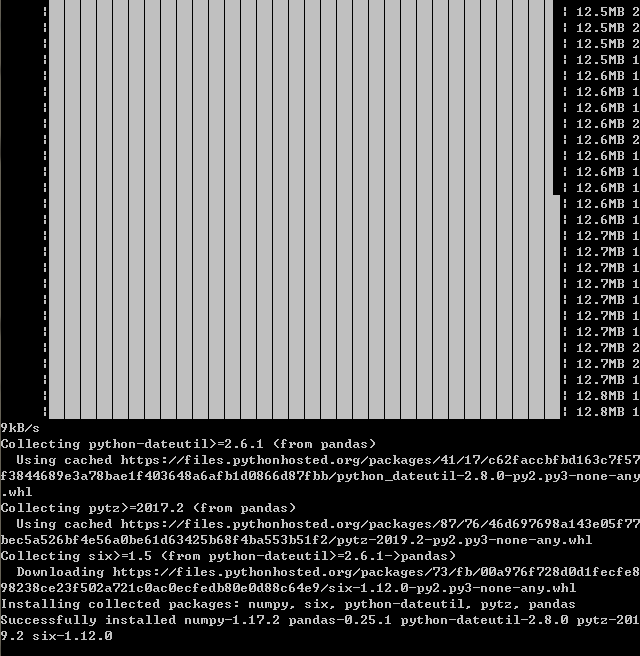 ¦ ¦ 12.5MB 2
¦ ¦ 12.5MB 2
¦ ¦ 12.5MB 2
¦ ¦ 12.5MB 1
¦ ¦ 12.6MB 1
¦ ¦ 12.6MB 1
¦ ¦ 12.6MB 1
¦ ¦ 12.6MB 2
¦ ¦ 12.6MB 2
¦ ¦ 12.6MB 1
¦ ¦ 12.6MB 1
¦ ¦ 12.6MB 1
¦ ¦ 12.6MB 1
¦ ¦ 12.6MB 1
¦ ¦ 12.7MB 1
¦ ¦ 12.7MB 1
¦ ¦ 12.7MB 1
¦ ¦ 12.7MB 1
¦ ¦ 12.7MB 1
¦ ¦ 12.7MB 1
¦ ¦ 12.7MB 1
¦ ¦ 12.7MB 2
¦ ¦ 12.7MB 2
¦ ¦ 12.7MB 1
¦ ¦ 12.8MB 1
¦ ¦ 12.8MB 1
9kB/s
Collecting python-dateutil>=2.6.1 (from pandas)
Using cached https://files.pythonhosted.org/packages/41/17/c62faccbfbd163c7f57
f3844689e3a78bae1f403648a6afb1d0866d87fbb/python_dateutil-2.8.0-py2.py3-none-any
.whl
Collecting pytz>=2017.2 (from pandas)
Using cached https://files.pythonhosted.org/packages/87/76/46d697698a143e05f77
bec5a526bf4e56a0be61d63425b68f4ba553b51f2/pytz-2019.2-py2.py3-none-any.whl
Collecting six>=1.5 (from python-dateutil>=2.6.1->pandas)
Downloading https://files.pythonhosted.org/packages/73/fb/00a976f728d0d1fecfe8
98238ce23f502a721c0ac0ecfedb80e0d88c64e9/six-1.12.0-py2.py3-none-any.whl
Installing collected packages: numpy, six, python-dateutil, pytz, pandas
Successfully installed numpy-1.17.2 pandas-0.25.1 python-dateutil-2.8.0 pytz-201
9.2 six-1.12.0